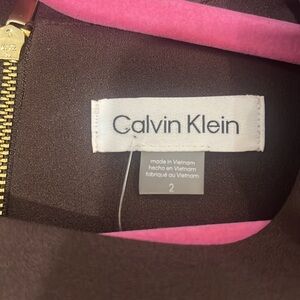 Calvin Klein
made in Vietnam
hecho en Vietnam
fabriqué au Vietnam
2